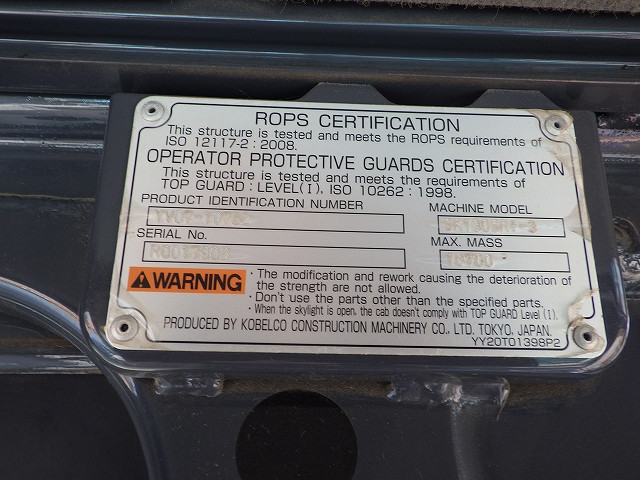 ROPS CERTIFICATION
This structure is tested and meets the ROPS requirements of
ISO 12117-2 : 2008.
OPERATOR PROTECTIVE GUARDS CERTIFICATION
This structure is tested and meets the requirements of
TOP GUARD : LEVEL(I), ISO 10262 : 1998.
PRODUCT IDENTIFICATION NUMBER
MACHINE MODEL
SERIAL No.
MAX. MASS
WARNING
· The modification and rework causing the deterioration of
the strength are not allowed.
· Don't use the parts other than the specified parts.
· When the skylight is open, the cab doesn't comply with TOP GUARD Level (I).
PRODUCED BY KOBELCO CONSTRUCTION MACHINERY CO., LTD. TOKYO, JAPAN.
YY20T01398P2